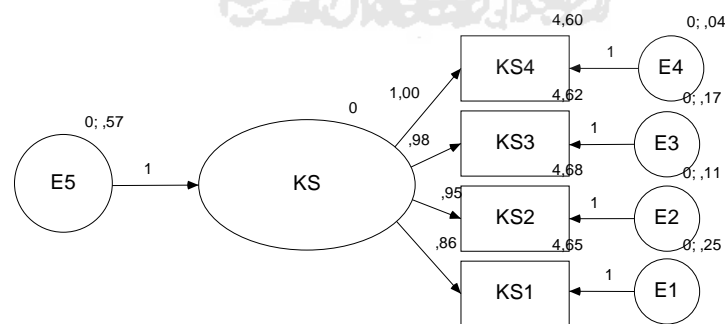 4,60
0; ,04
KS4
1
E4
1,00
4,62
0; ,17
0
0; ,57
,98
KS3
1
E3
4,68
0; ,11
E5
1
KS
,95
KS2
1
E2
,86
4,65
0; ,25
KS1
1
E1